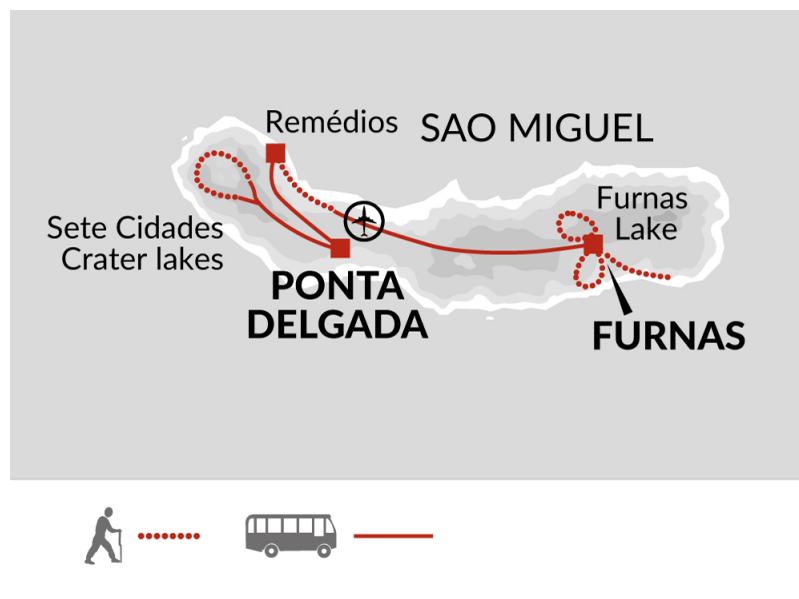 Remédios
SAO MIGUEL
Furnas
Lake
Sete Cidades
Crater lakes
PONTA
DELGADA
FURNAS